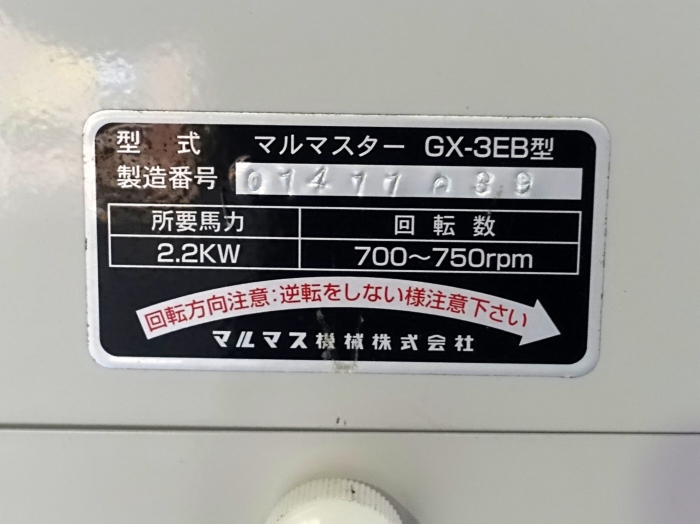 型式 マルマスター GX-3EB型
製造番号
所要馬力 回転数
2.2KW 700〜750rpm
回転方向注意:逆転をしない様注意下さい
マルマス機械株式会社